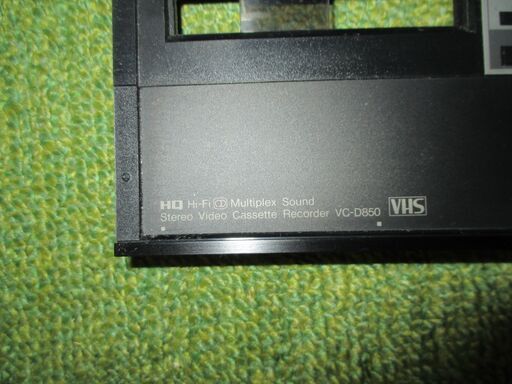 HQ Hi-Fi Multiplex Sound
Stereo Video Cassette Recorder VC-D850 VHS